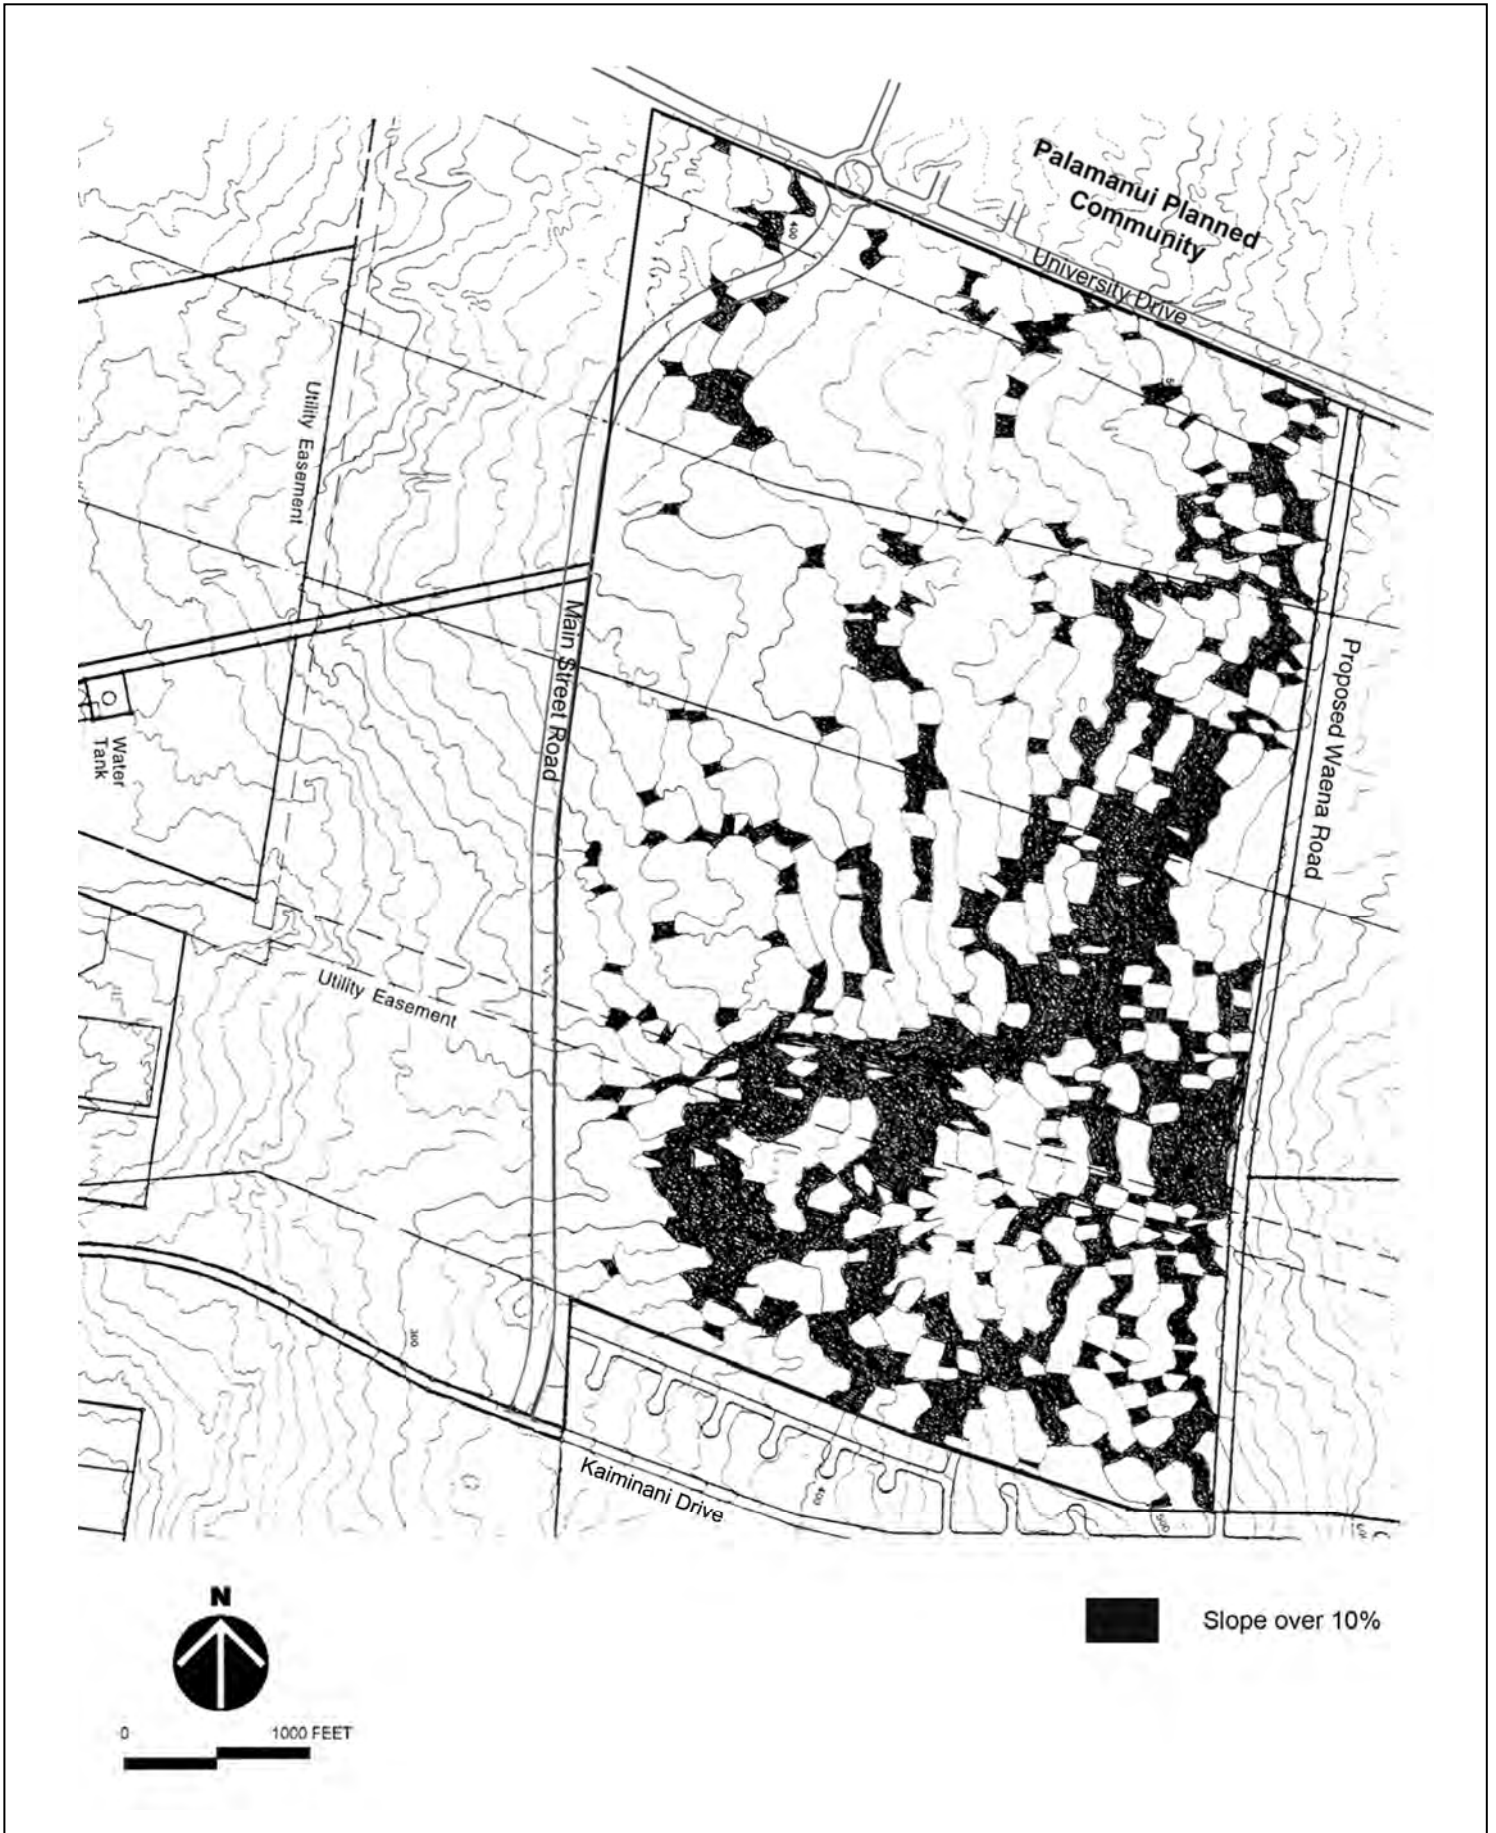 Palamanui Planned
Community
University Drive
400
Utility Easement
Main Street Road
Proposed Waena Road
Water
Tank
Utility Easement
300
Kaiminani Drive
400
500
N
Slope over 10%
0
1000 FEET